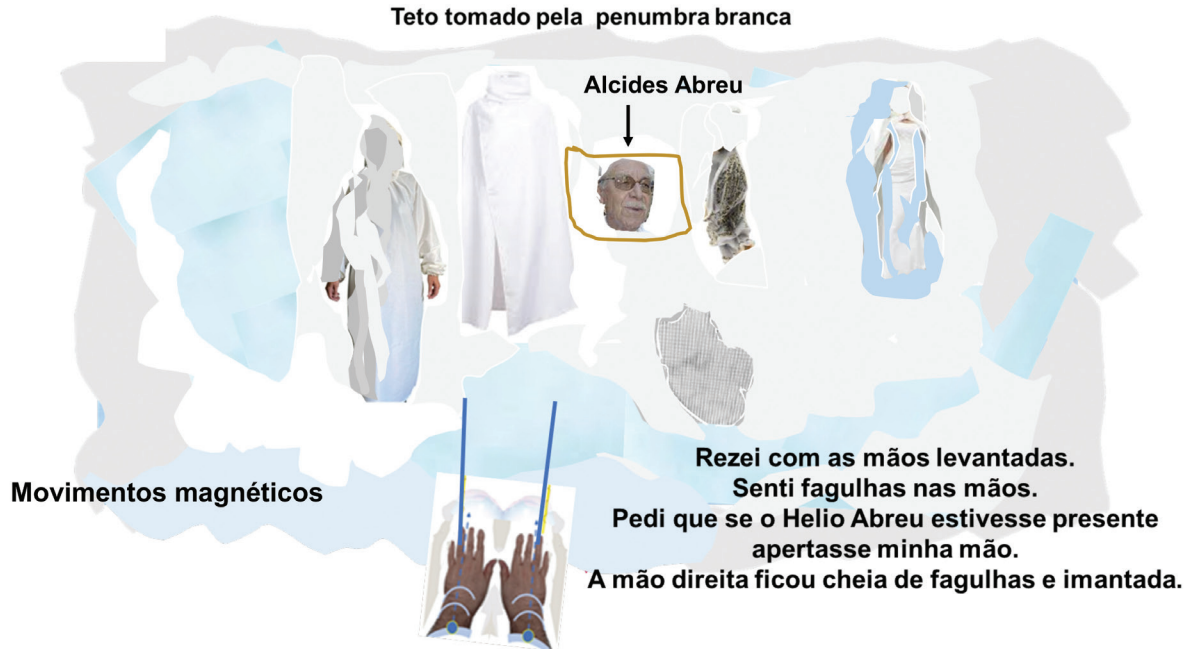 Teto tomado pela penumbra branca
Alcides Abreu
Movimentos magnéticos
Rezei com as mãos levantadas.
Senti fagulhas nas mãos.
Pedi que se o Helio Abreu estivesse presente
apertasse minha mão.
A mão direita ficou cheia de fagulhas e imantada.